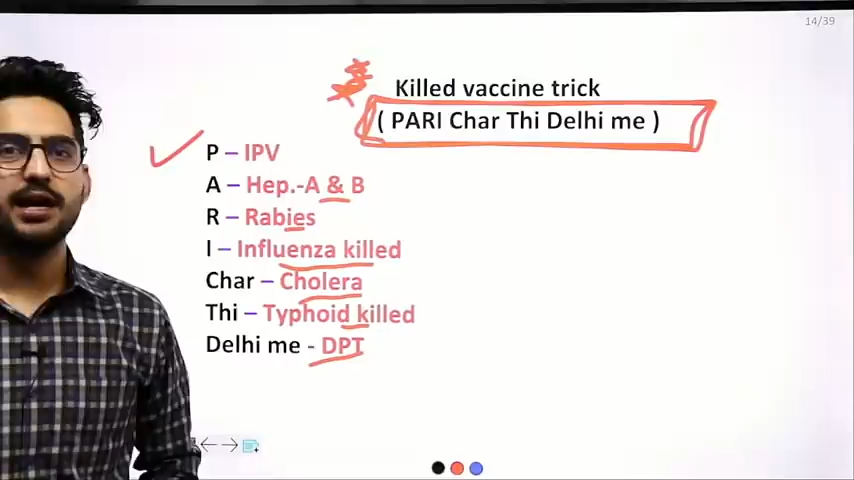 14/39
Killed vaccine trick
( PARI Char Thi Delhi me )
P – IPV
A – Hep.-A & B
R – Rabies
I – Influenza killed
Char – Cholera
Thi – Typhoid killed
Delhi me - DPT